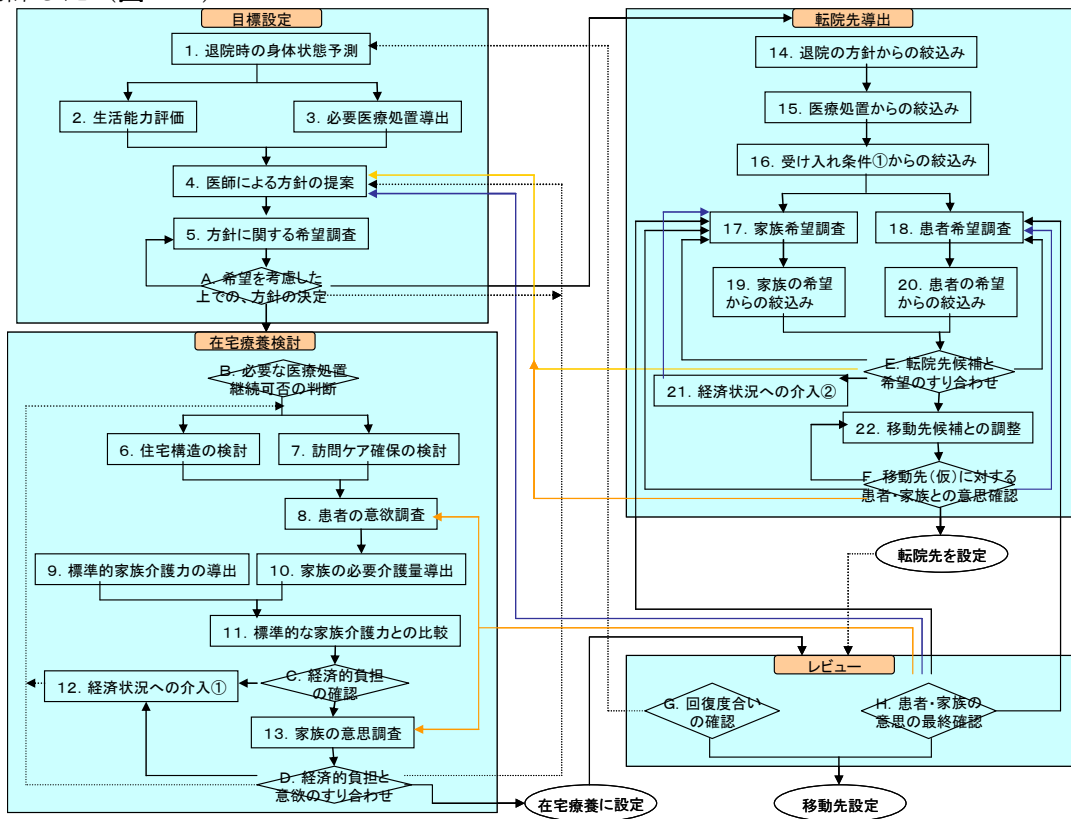 目標設定
1. 退院時の身体状態予測
2. 生活能力評価
3. 必要医療処置導出
4. 医師による方針の提案
5. 方針に関する希望調査
A. 希望を考慮した
上での、方針の決定
在宅療養検討
B. 必要な医療処置
継続可否の判断
6. 住宅構造の検討
7. 訪問ケア確保の検討
8. 患者の意欲調査
9. 標準的家族介護力の導出
10. 家族の必要介護量導出
11. 標準的な家族介護力との比較
12. 経済状況への介入①
C. 経済的負担
の確認
13. 家族の意思調査
D. 経済的負担と
意欲のすり合わせ
在宅療養に設定
転院先導出
14. 退院の方針からの絞込み
15. 医療処置からの絞込み
16. 受け入れ条件①からの絞込み
17. 家族希望調査
18. 患者希望調査
19. 家族の希望
からの絞込み
20. 患者の希望
からの絞込み
E. 転院先候補と
希望のすり合わせ
21. 経済状況への介入②
22. 移動先候補との調整
F. 移動先(仮)に対する
患者・家族との意思確認
転院先を設定
レビュー
G. 回復度合い
の確認
H. 患者・家族の
意思の最終確認
移動先設定